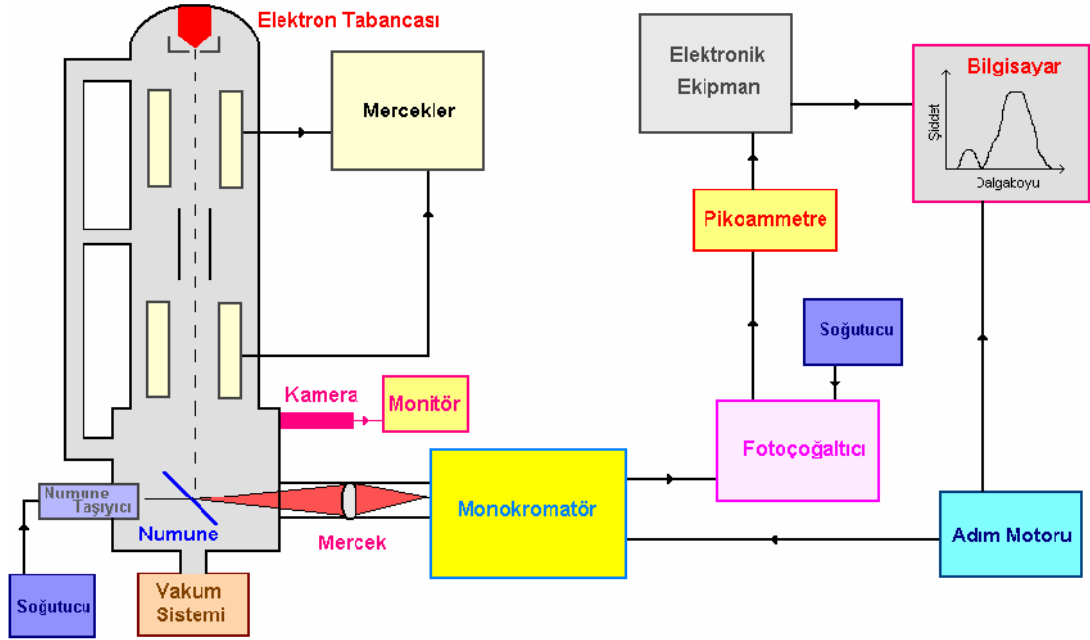 Elektron Tabancası
Mercekler
Elektronik
Ekipman
Bilgisayar
Şiddet
Dalgaboyu
Pikoammetre
Soğutucu
Kamera
Monitör
Fotoçoğaltıcı
Numune
Taşıyıcı
Numune
Mercek
Monokromatör
Adım Motoru
Soğutucu
Vakum
Sistemi